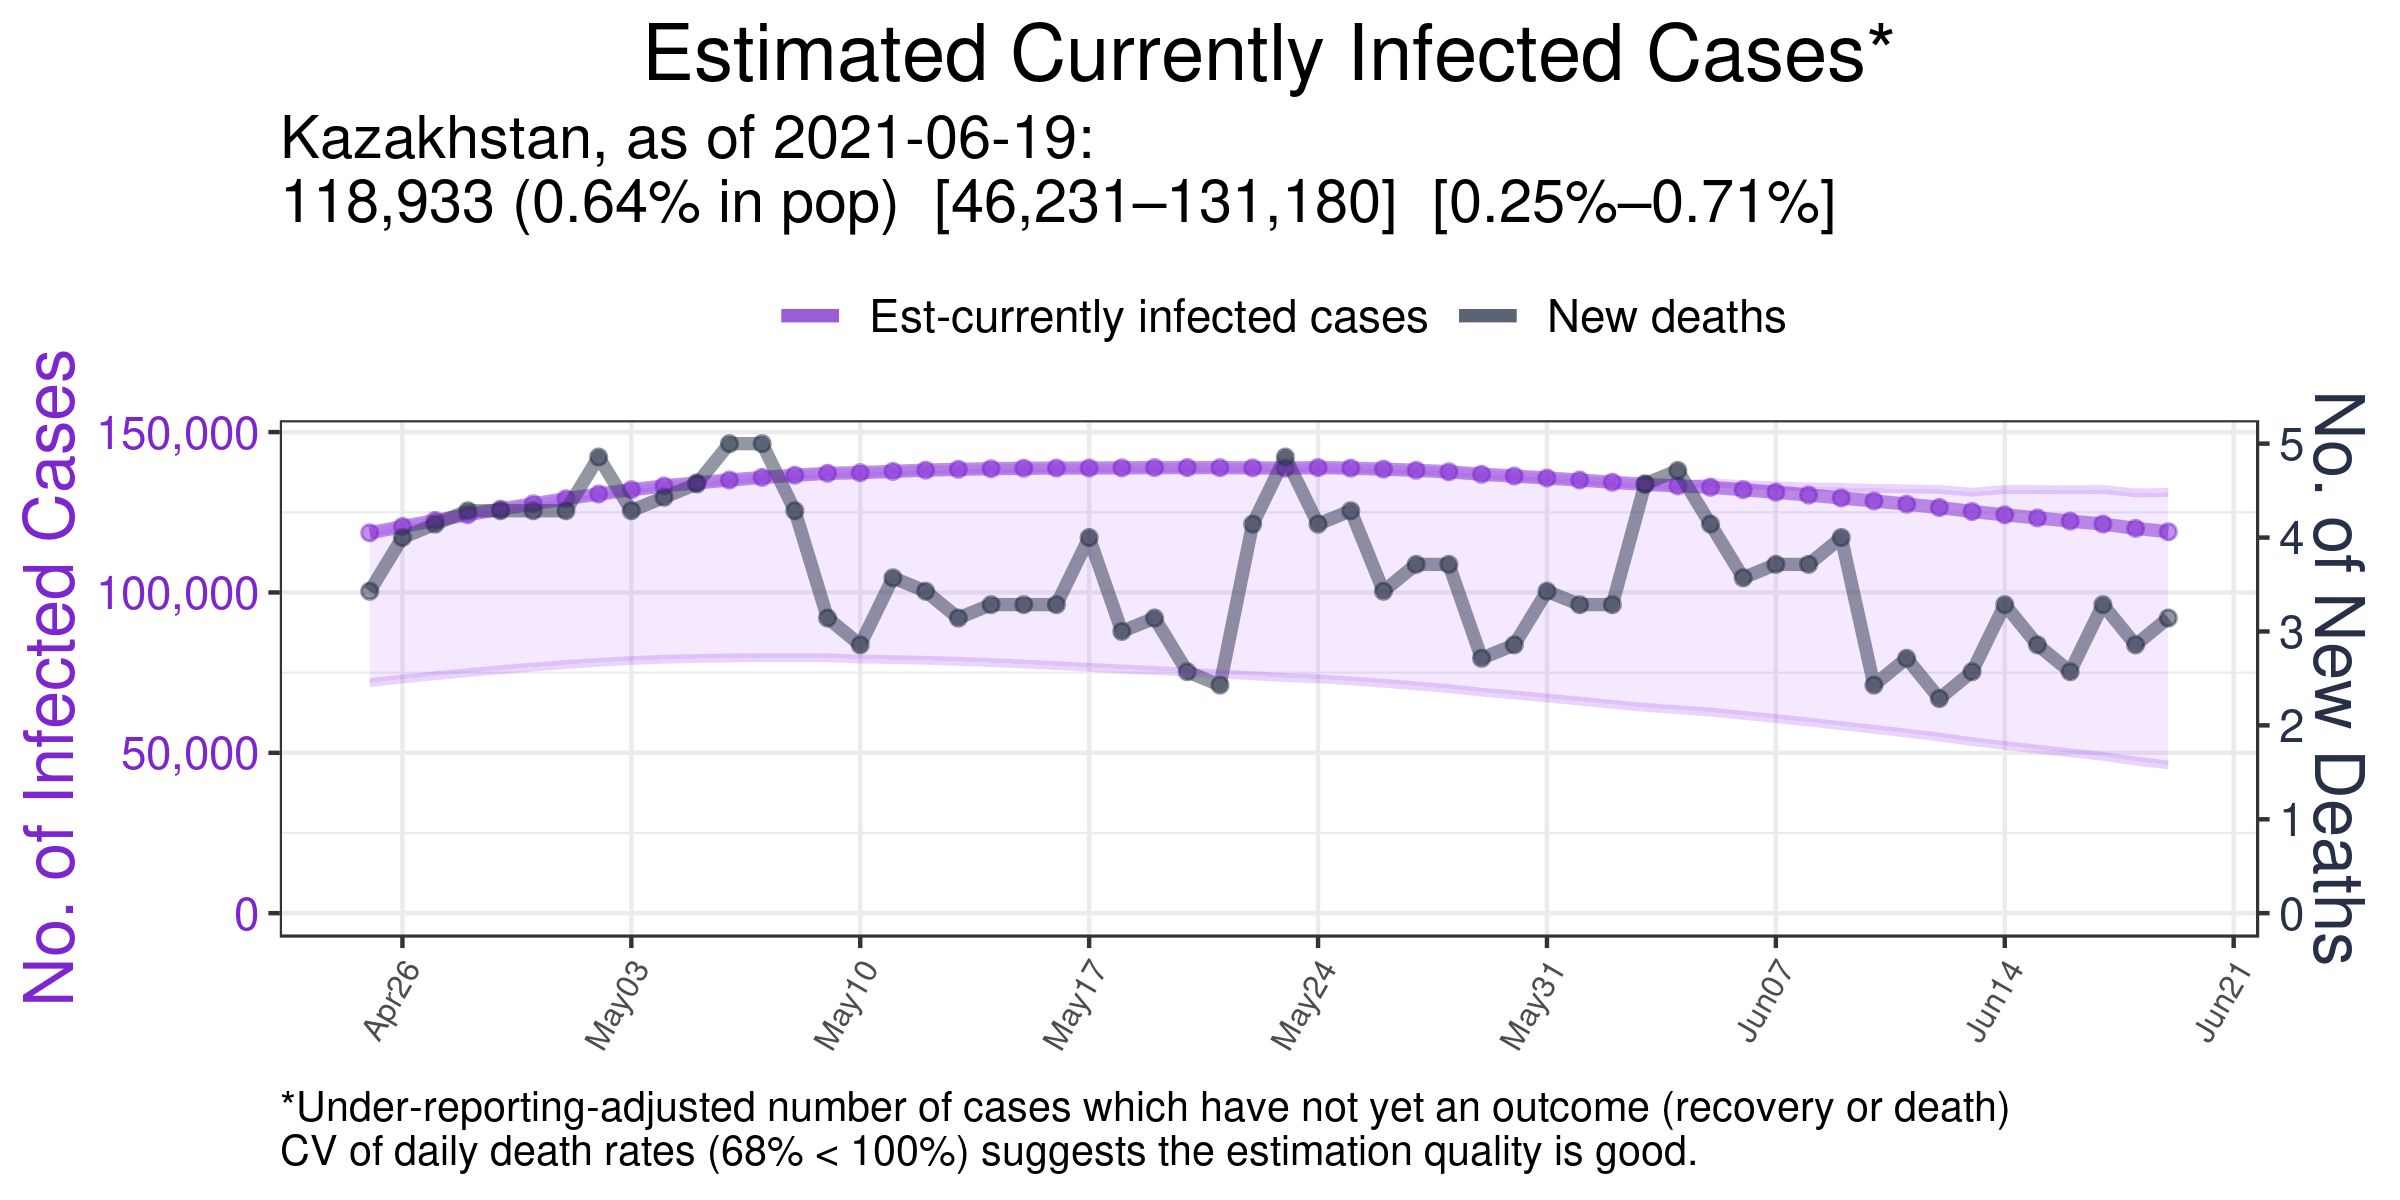 Estimated Currently Infected Cases*
Kazakhstan, as of 2021-06-19:
118,933 (0.64% in pop)  [46,231–131,180]  [0.25%–0.71%]
Est-currently infected cases
New deaths
No. of Infected Cases
150,000
100,000
50,000
0
5
4
3
2
1
0
No. of New Deaths
Apr26
May03
May10
May17
May24
May31
Jun07
Jun14
Jun21
*Under-reporting-adjusted number of cases which have not yet an outcome (recovery or death)
CV of daily death rates (68% < 100%) suggests the estimation quality is good.